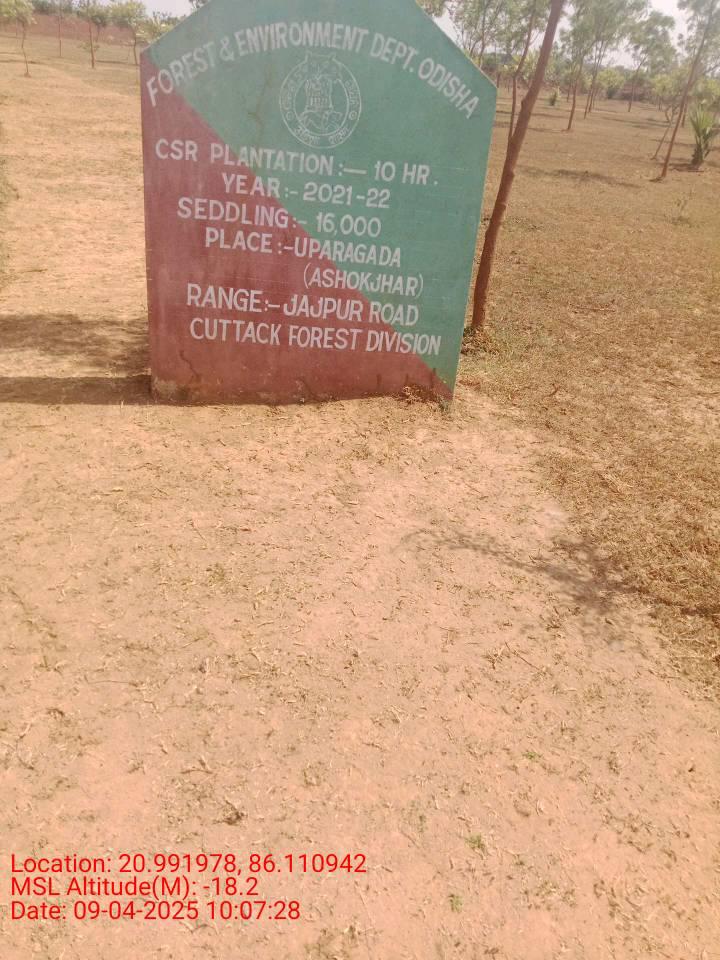 FOREST & ENVIRONMENT DEPT. ODISHA
CSR PLANTATION :— 10 HR.
YEAR :- 2021-22
SEDDLING :- 16,000
PLACE :- UPARAGADA
(ASHOKJHAR)
RANGE:- JAJPUR ROAD
CUTTACK FOREST DIVISION
Location: 20.991978, 86.110942
MSL Altitude(M): -18.2
Date: 09-04-2025 10:07:28